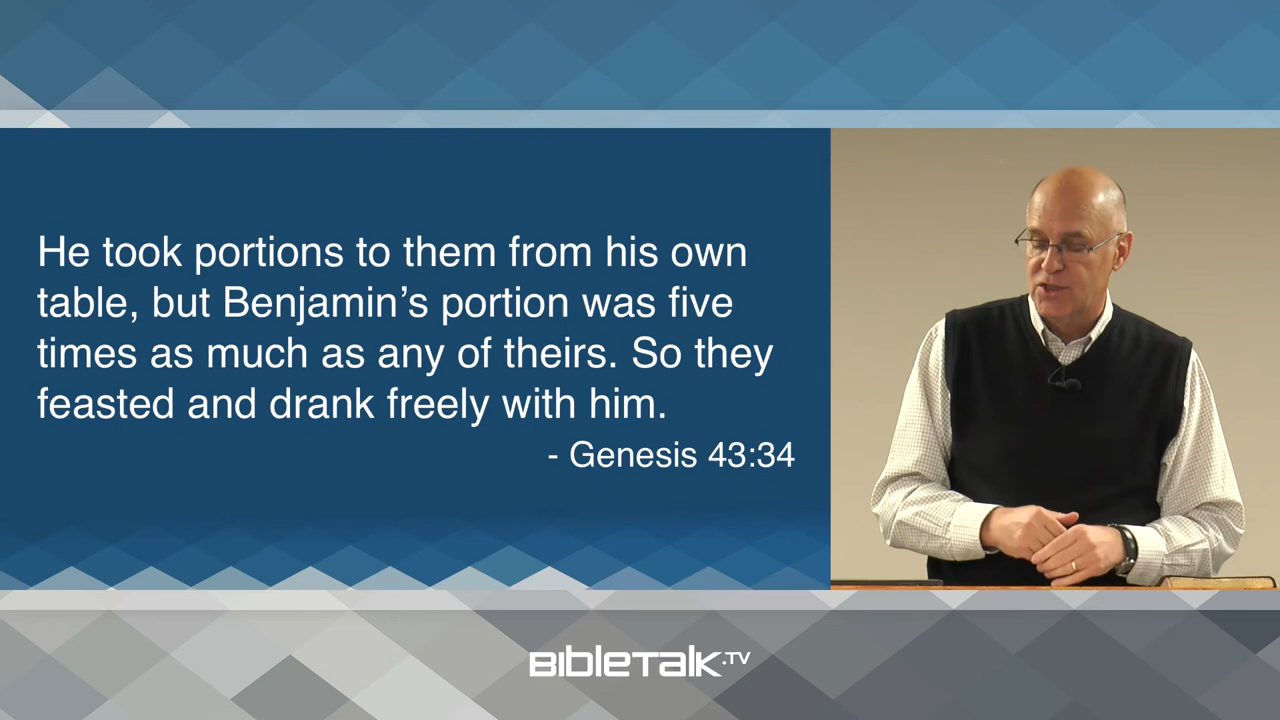 He took portions to them from his own
table, but Benjamin’s portion was five
times as much as any of theirs. So they
feasted and drank freely with him.
- Genesis 43:34
BIBLETALK.TV